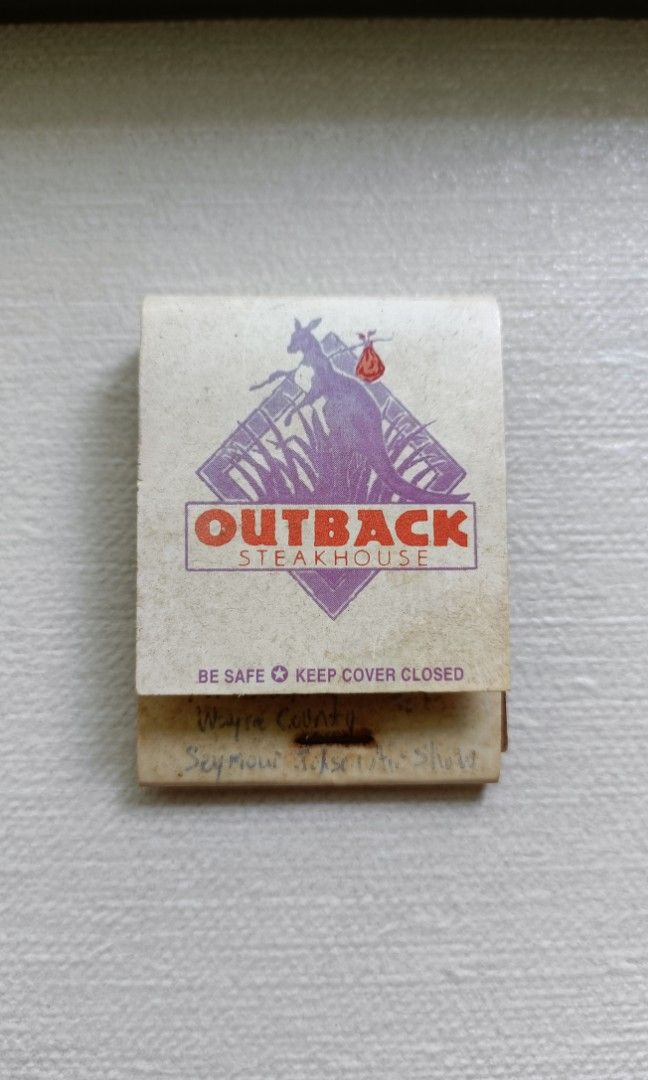 OUTBACK
STEAKHOUSE
BE SAFE ✪ KEEP COVER CLOSED
Wayne County
Seymour Air Show